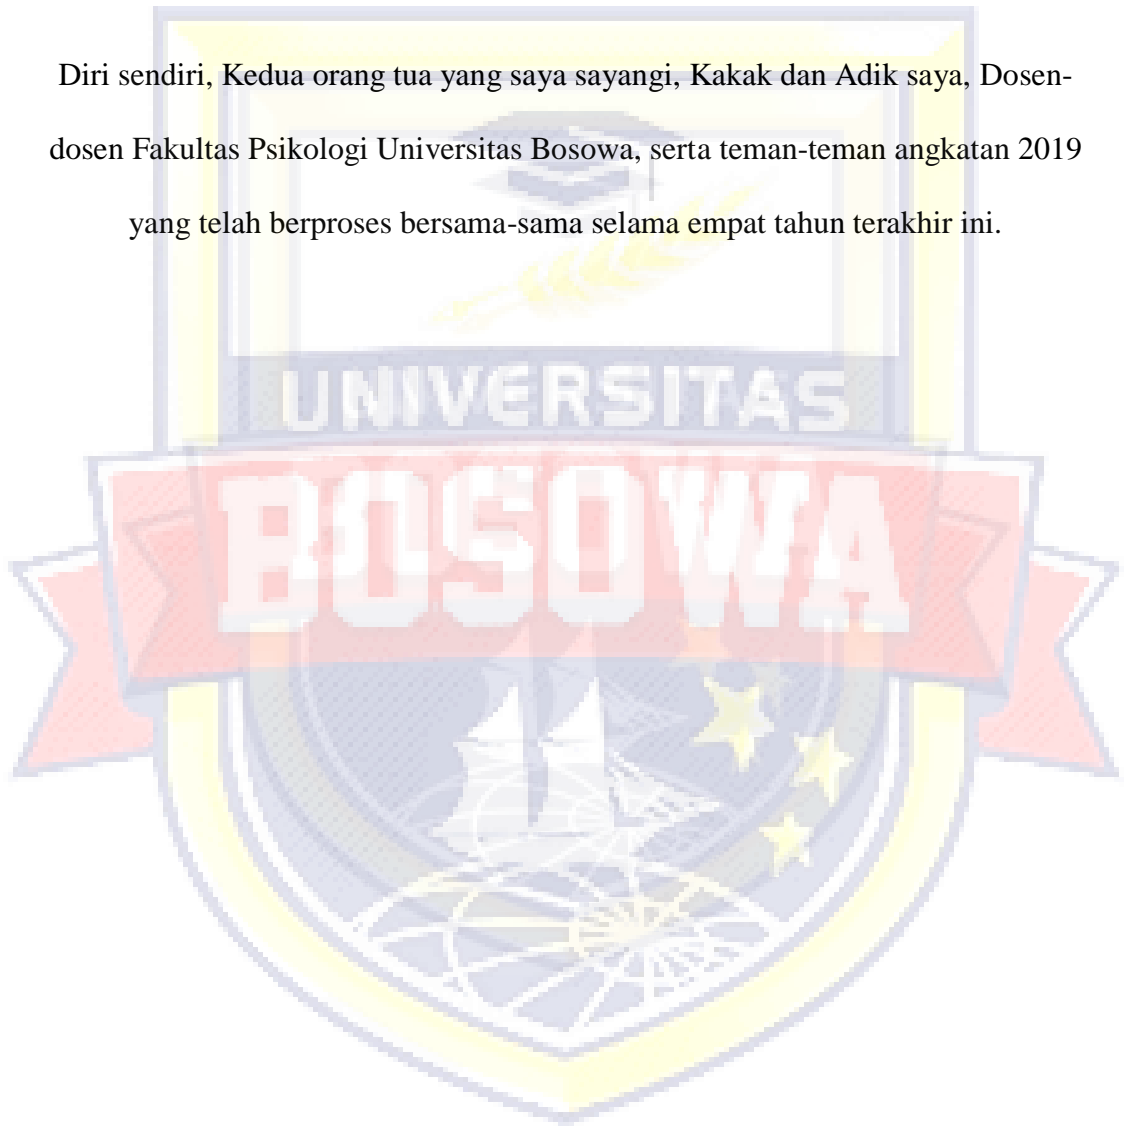 Diri sendiri, Kedua orang tua yang saya sayangi, Kakak dan Adik saya, Dosen-
dosen Fakultas Psikologi Universitas Bosowa, serta teman-teman angkatan 2019
yang telah berproses bersama-sama selama empat tahun terakhir ini.
UNIVERSITAS
BOSOWA